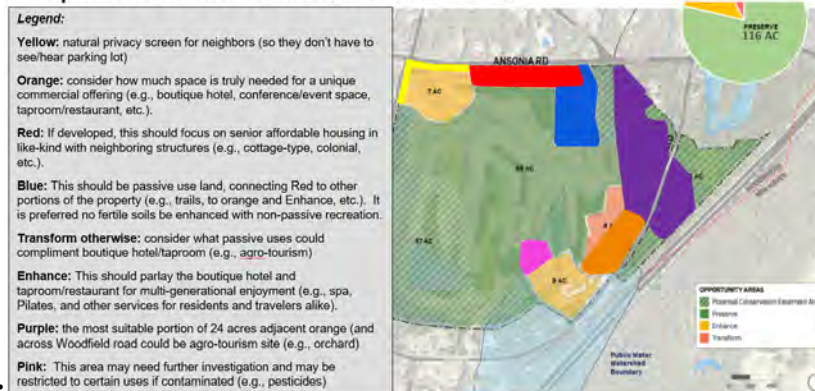 Legend:
Yellow: natural privacy screen for neighbors (so they don't have to
see/hear parking lot)
Orange: consider how much space is truly needed for a unique
commercial offering (e.g., boutique hotel, conference/event space,
taproom/restaurant, etc.).
Red: If developed, this should focus on senior affordable housing in
like-kind with neighboring structures (e.g., cottage-type, colonial,
etc.).
Blue: This should be passive use land, connecting Red to other
portions of the property (e.g., trails, to orange and Enhance, etc.). It
is preferred no fertile soils be enhanced with non-passive recreation.
Transform otherwise: consider what passive uses could
compliment boutique hotel/taproom (e.g., agro-tourism)
Enhance: This should parlay the boutique hotel and
taproom/restaurant for multi-generational enjoyment (e.g., spa,
Pilates, and other services for residents and travelers alike).
Purple: the most suitable portion of 24 acres adjacent orange (and
across Woodfield road could be agro-tourism site (e.g., orchard)
Pink: This area may need further investigation and may be
restricted to certain uses if contaminated (e.g., pesticides)
PRESERVE
116 AC
ANSONIA RD
7 AC
AC
AC
9 AC
OPPORTUNITY AREAS
Potential Conservation Easement
Preserve
Enhance
Transform
Public Water
Watershed
Boundary